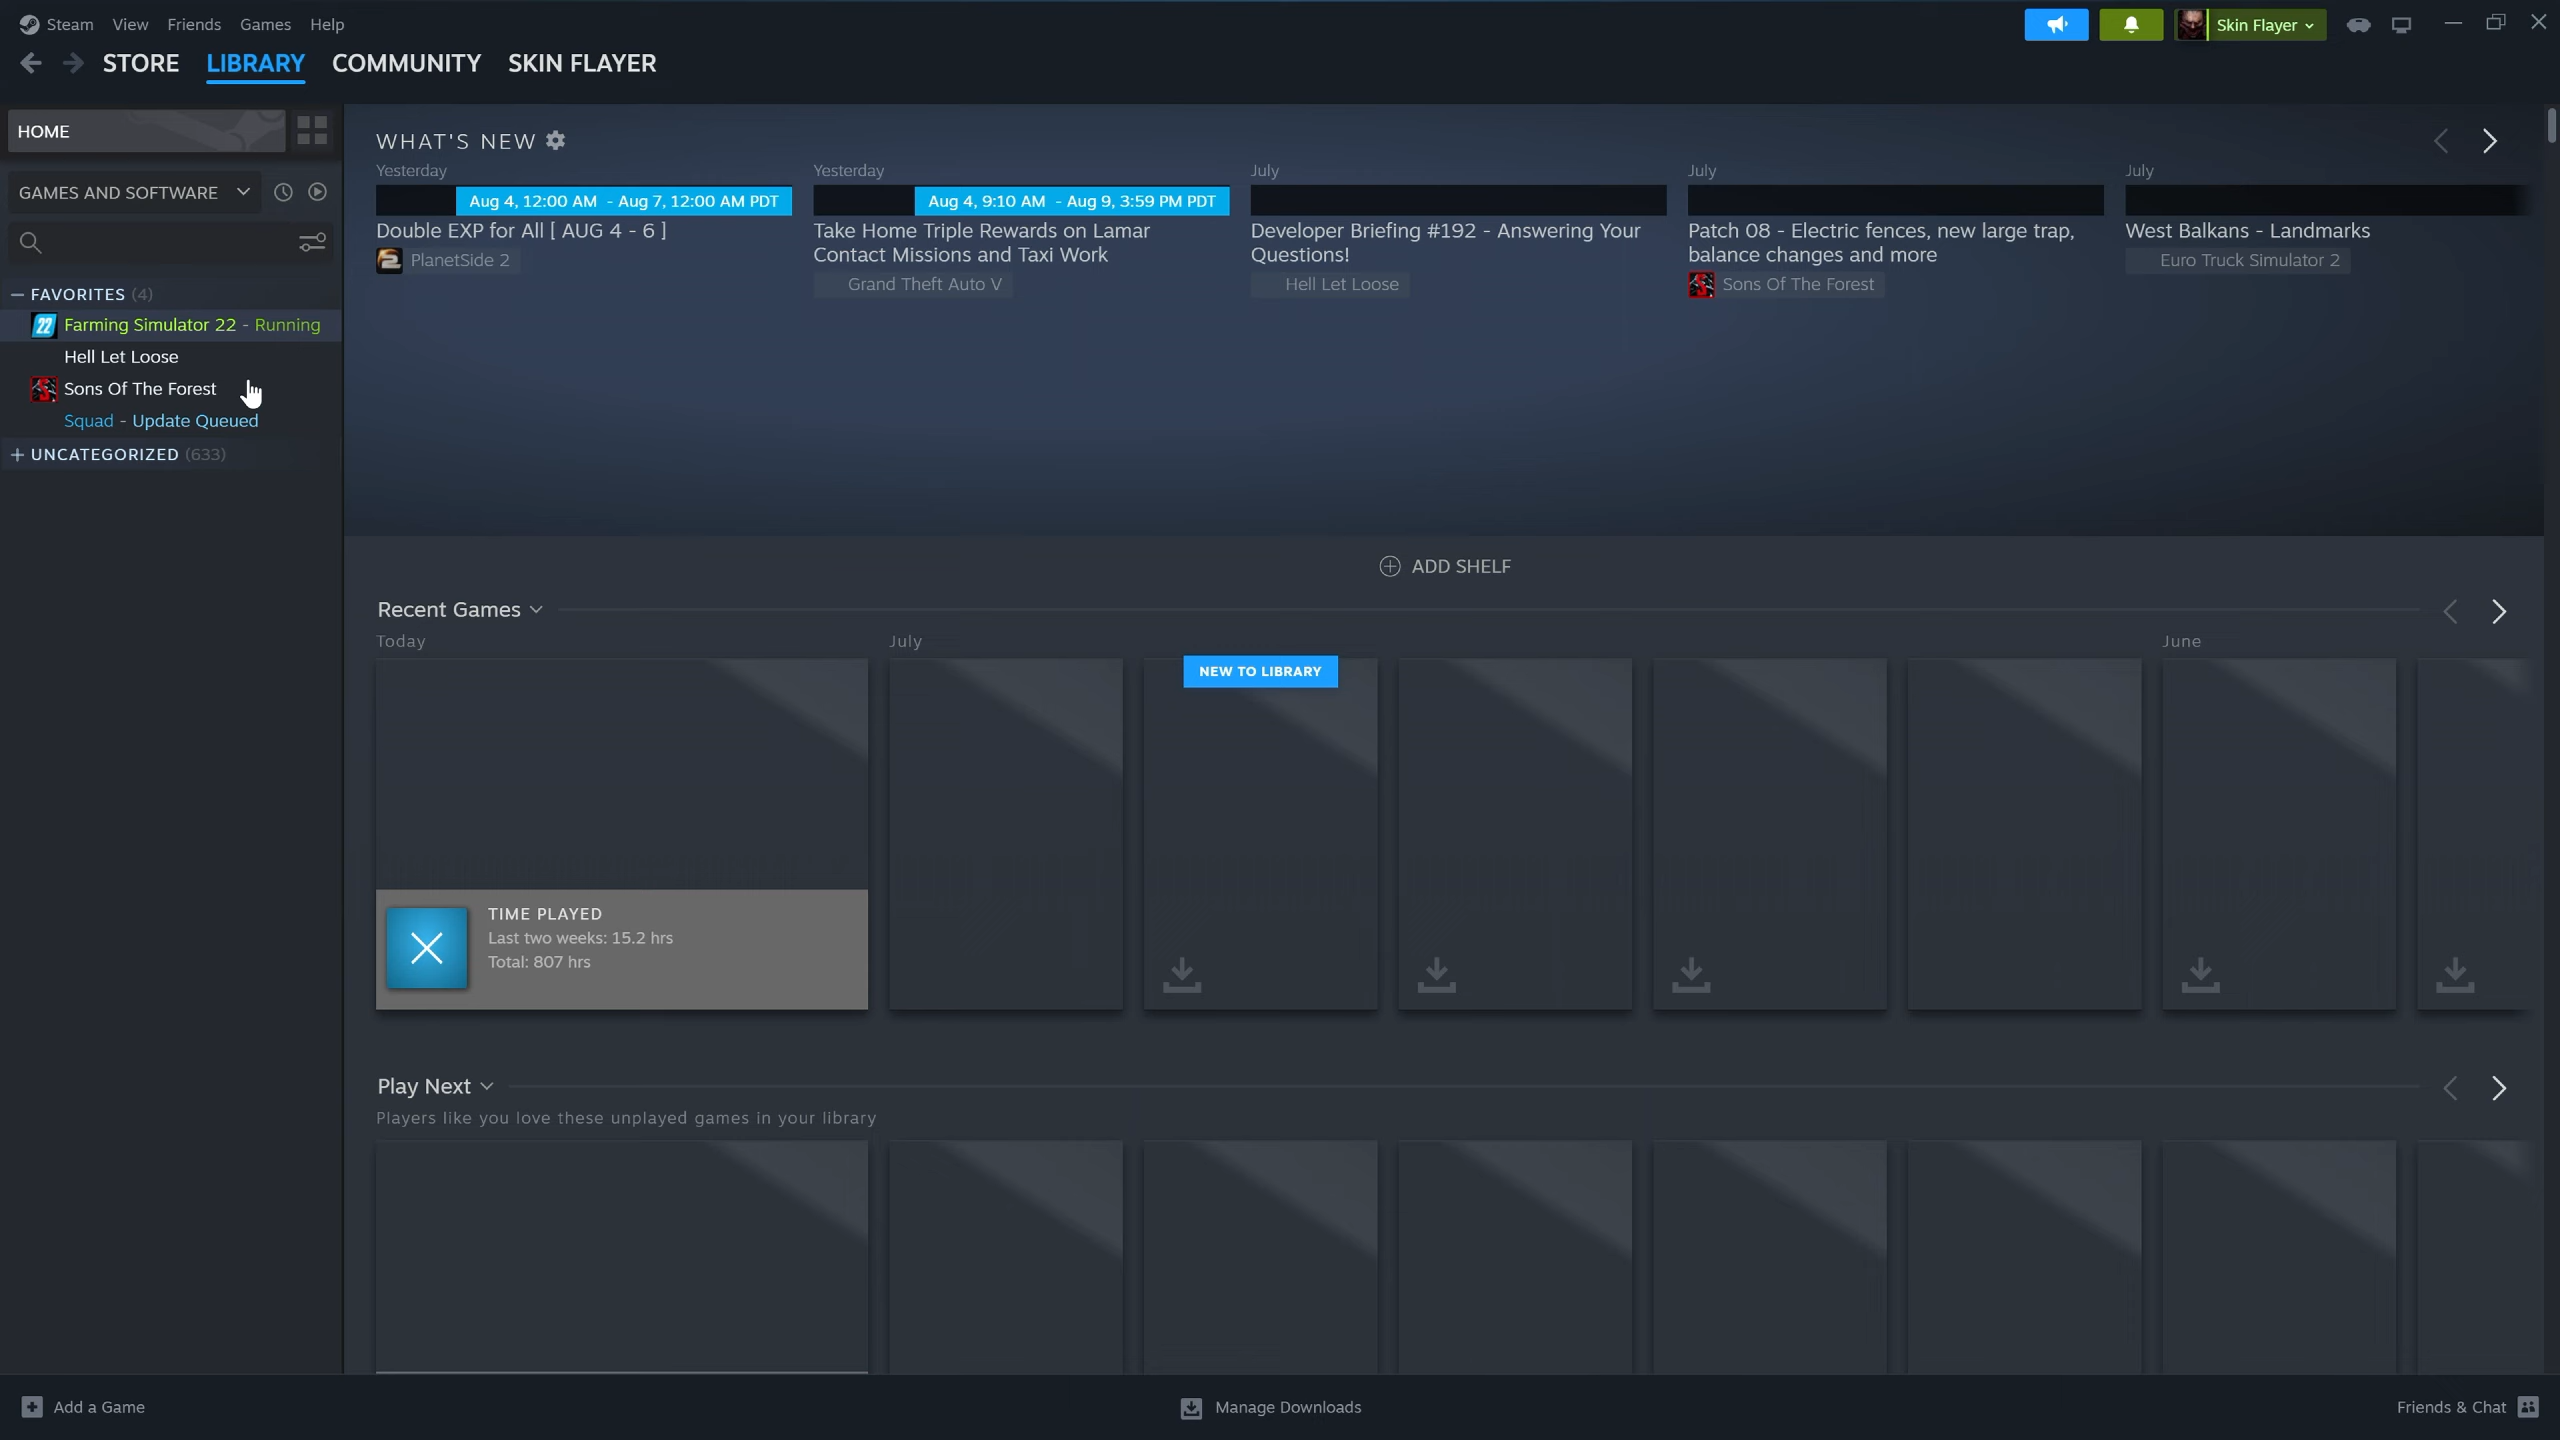 Steam View Friends Games Help
Skin Flayer
STORE LIBRARY COMMUNITY SKIN FLAYER
HOME
GAMES AND SOFTWARE
FAVORITES (4)
Farming Simulator 22 - Running
Hell Let Loose
Sons Of The Forest
Squad - Update Queued
UNCATEGORIZED (633)
WHAT'S NEW
Yesterday
Aug 4, 12:00 AM - Aug 7, 12:00 AM PDT
Double EXP for All [ AUG 4 - 6 ]
PlanetSide 2
Yesterday
Aug 4, 9:10 AM - Aug 9, 3:59 PM PDT
Take Home Triple Rewards on Lamar
Contact Missions and Taxi Work
Grand Theft Auto V
July
Developer Briefing #192 - Answering Your
Questions!
Hell Let Loose
July
Patch 08 - Electric fences, new large trap,
balance changes and more
Sons Of The Forest
July
West Balkans - Landmarks
Euro Truck Simulator 2
ADD SHELF
Recent Games
Today
July
June
NEW TO LIBRARY
TIME PLAYED
Last two weeks: 15.2 hrs
Total: 807 hrs
Play Next
Players like you love these unplayed games in your library
Add a Game
Manage Downloads
Friends & Chat